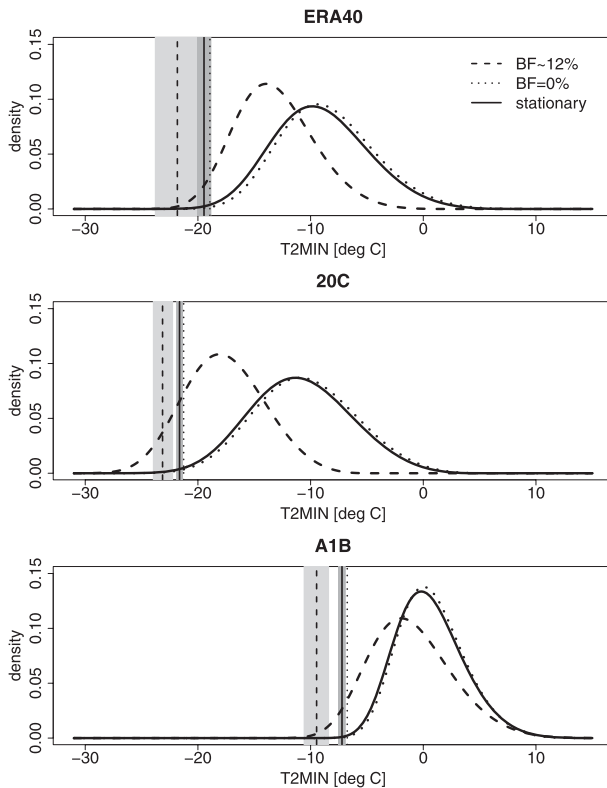 ERA40
0.15
0.10
0.05
0.00
density
BF~12%
BF=0%
stationary
−30 −20 −10 0 10
T2MIN [deg C]
20C
0.15
0.10
0.05
0.00
density
−30 −20 −10 0 10
T2MIN [deg C]
A1B
0.15
0.10
0.05
0.00
density
−30 −20 −10 0 10
T2MIN [deg C]